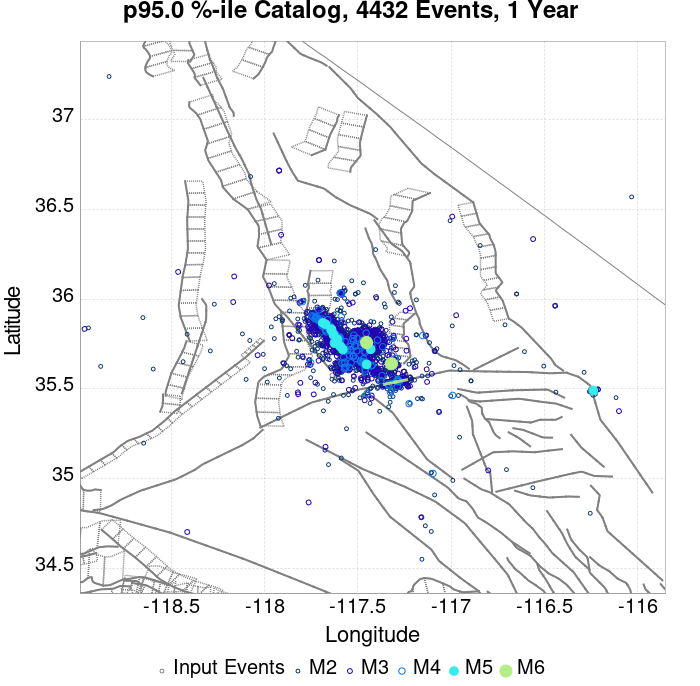 p95.0 %-ile Catalog, 4432 Events, 1 Year
37
36.5
36
35.5
35
34.5
Latitude
-118.5
-118
-117.5
-117
-116.5
-116
Longitude
Input Events
M2
M3
M4
M5
M6